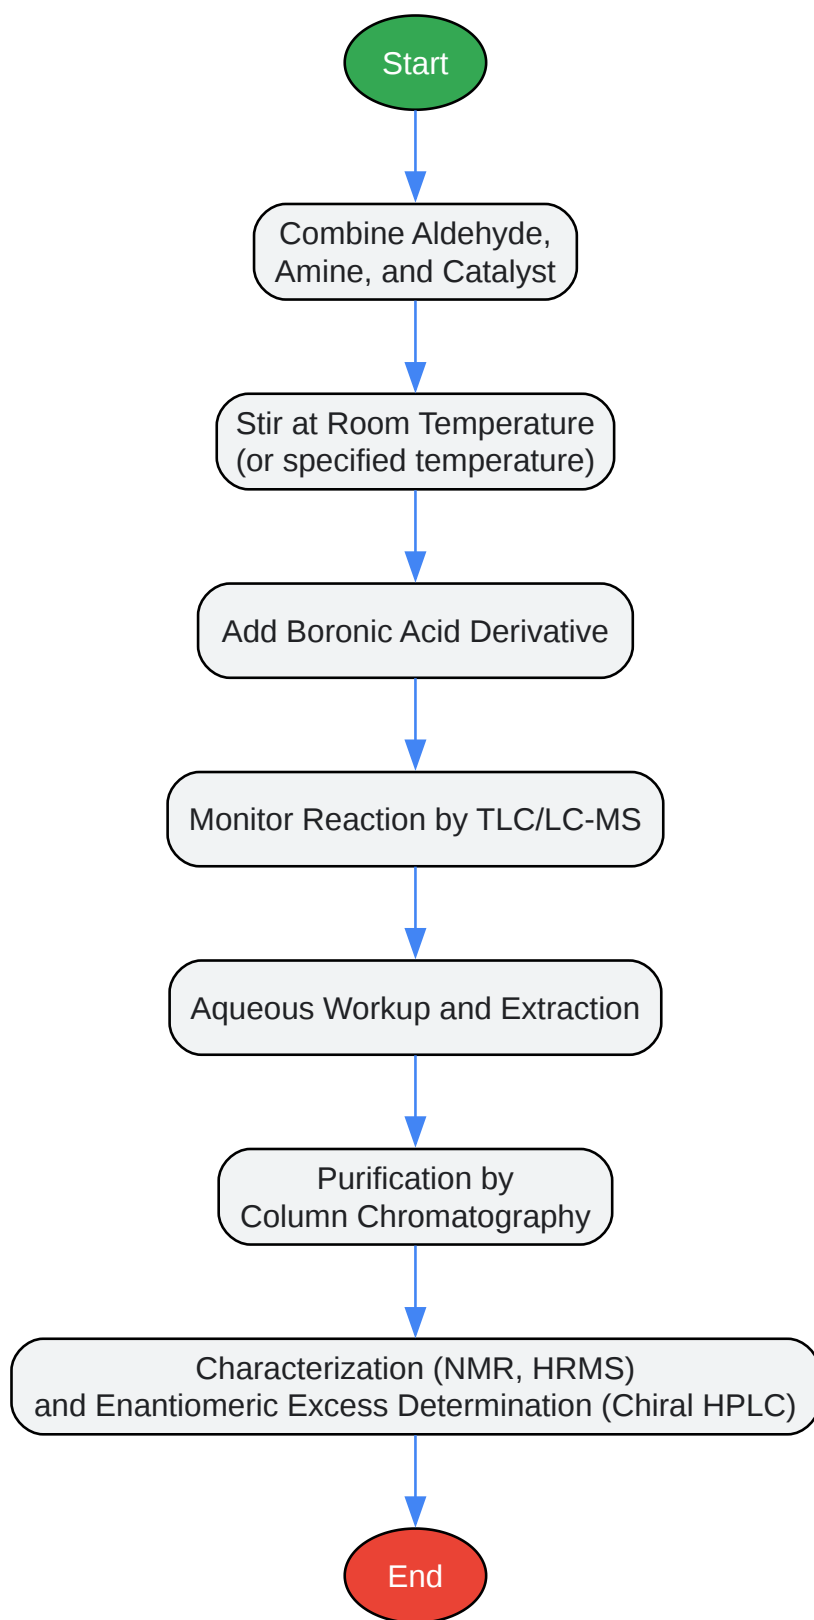 Start
Combine Aldehyde,
Amine, and Catalyst
Stir at Room Temperature
(or specified temperature)
Add Boronic Acid Derivative
Monitor Reaction by TLC/LC-MS
Aqueous Workup and Extraction
Purification by
Column Chromatography
Characterization (NMR, HRMS)
and Enantiomeric Excess Determination (Chiral HPLC)
End